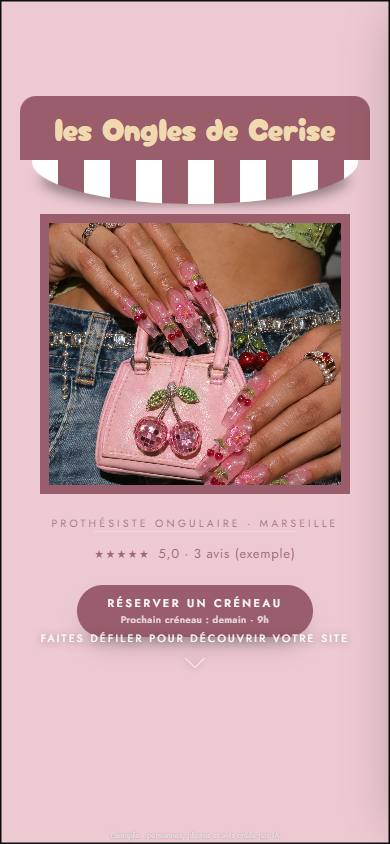 les Ongles de Cerise
PROTHÉSISTE ONGULAIRE · MARSEILLE
★★★★★ 5,0 · 3 avis (exemple)
RÉSERVER UN CRÉNEAU
Prochain créneau : demain · 9h
FAITES DÉFILER POUR DÉCOUVRIR VOTRE SITE